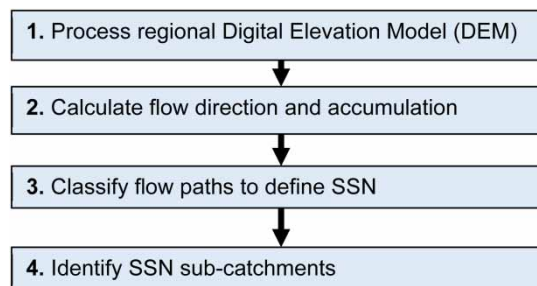 1. Process regional Digital Elevation Model (DEM)
2. Calculate flow direction and accumulation
3. Classify flow paths to define SSN
4. Identify SSN sub-catchments